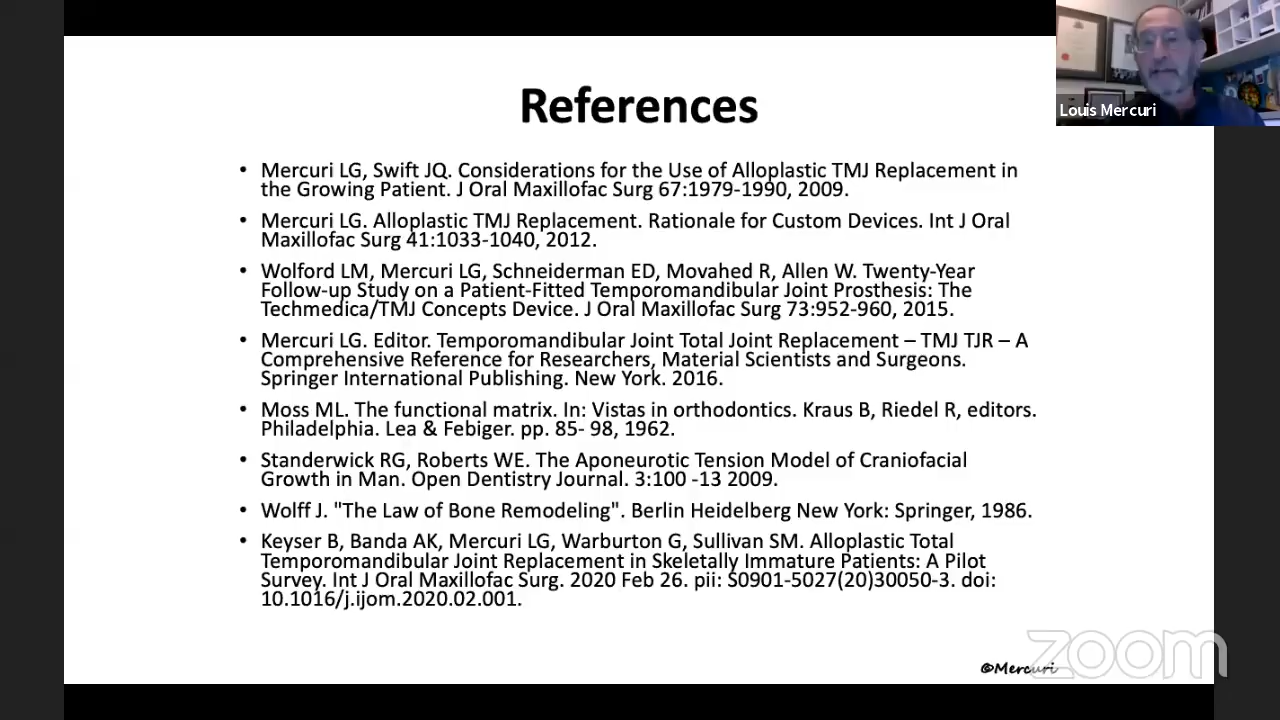 References
Louis Mercuri
• Mercuri LG, Swift JQ. Considerations for the Use of Alloplastic TMJ Replacement in
the Growing Patient. J Oral Maxillofac Surg 67:1979-1990, 2009.
• Mercuri LG. Alloplastic TMJ Replacement. Rationale for Custom Devices. Int J Oral
Maxillofac Surg 41:1033-1040, 2012.
• Wolford LM, Mercuri LG, Schneiderman ED, Movahed R, Allen W. Twenty-Year
Follow-up Study on a Patient-Fitted Temporomandibular Joint Prosthesis: The
Techmedica/TMJ Concepts Device. J Oral Maxillofac Surg 73:952-960, 2015.
• Mercuri LG. Editor. Temporomandibular Joint Total Joint Replacement – TMJ TJR – A
Comprehensive Reference for Researchers, Material Scientists and Surgeons.
Springer International Publishing. New York. 2016.
• Moss ML. The functional matrix. In: Vistas in orthodontics. Kraus B, Riedel R, editors.
Philadelphia. Lea & Febiger. pp. 85- 98, 1962.
• Standerwick RG, Roberts WE. The Aponeurotic Tension Model of Craniofacial
Growth in Man. Open Dentistry Journal. 3:100 -13 2009.
• Wolff J. "The Law of Bone Remodeling". Berlin Heidelberg New York: Springer, 1986.
• Keyser B, Banda AK, Mercuri LG, Warburton G, Sullivan SM. Alloplastic Total
Temporomandibular Joint Replacement in Skeletally Immature Patients: A Pilot
Survey. Int J Oral Maxillofac Surg. 2020 Feb 26. pii: S0901-5027(20)30050-3. doi:
10.1016/j.ijom.2020.02.001.
zoom
©Mercuri